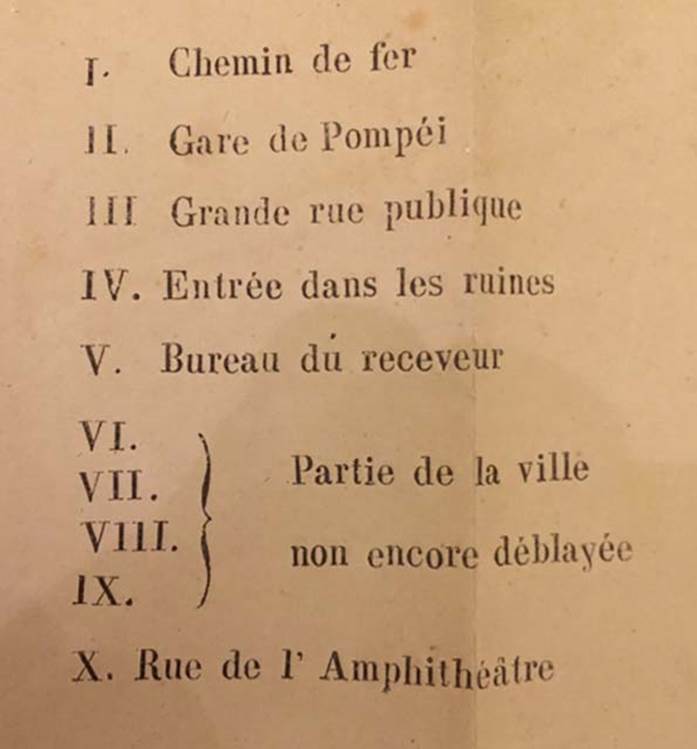 I. Chemin de fer
II. Gare de Pompéi
III Grande rue publique
IV. Entrée dans les ruines
V. Bureau dú receveur
VI.
VII.
VIII.
IX.
Partie de la ville
non encore déblayée
X. Rue de l' Amphithéâtre